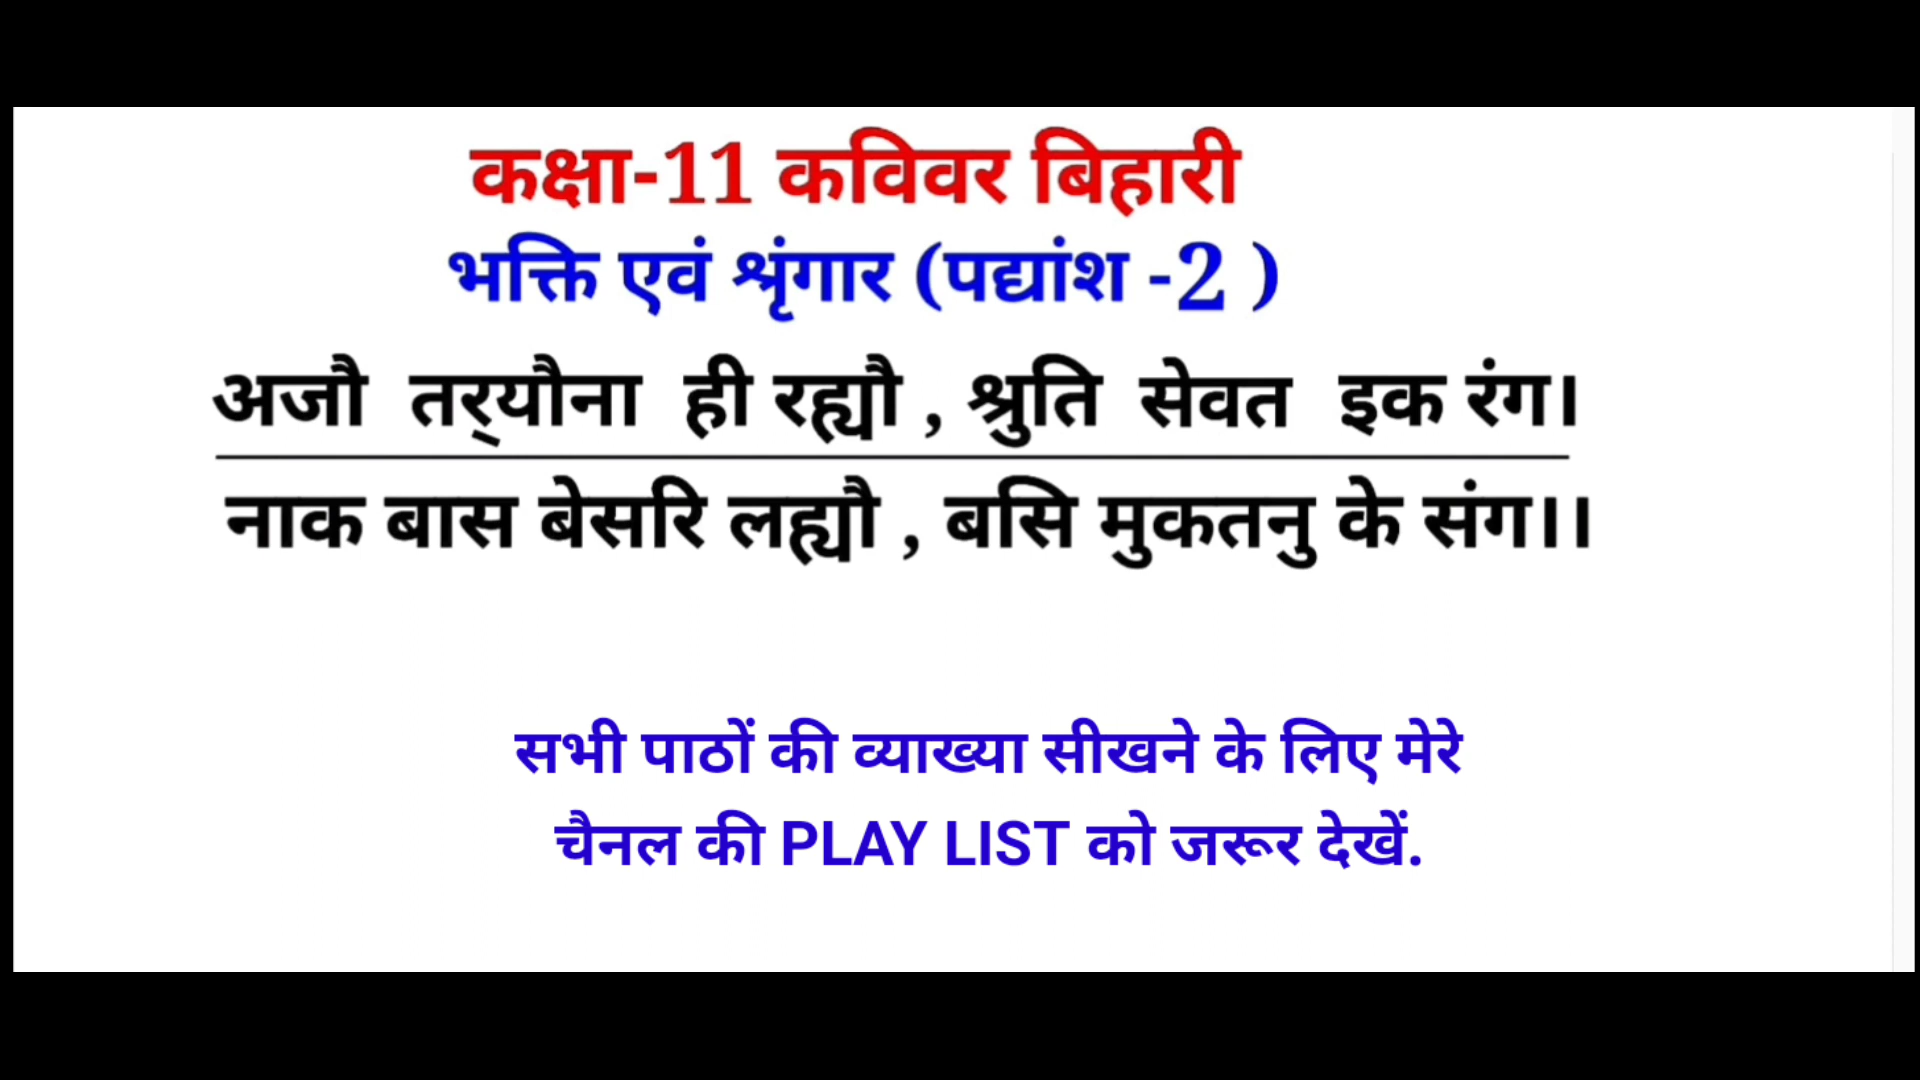 कक्षा-11 कविवर बिहारी
भक्ति एवं श्रृंगार (पद्यांश -2 )
अजौ तर्‌यौना ही रह्यौ , श्रुति सेवत इक रंग।
नाक बास बेसरि लह्यौ , बसि मुकतनु के संग।।
सभी पाठों की व्याख्या सीखने के लिए मेरे
चैनल की PLAY LIST को जरूर देखें.